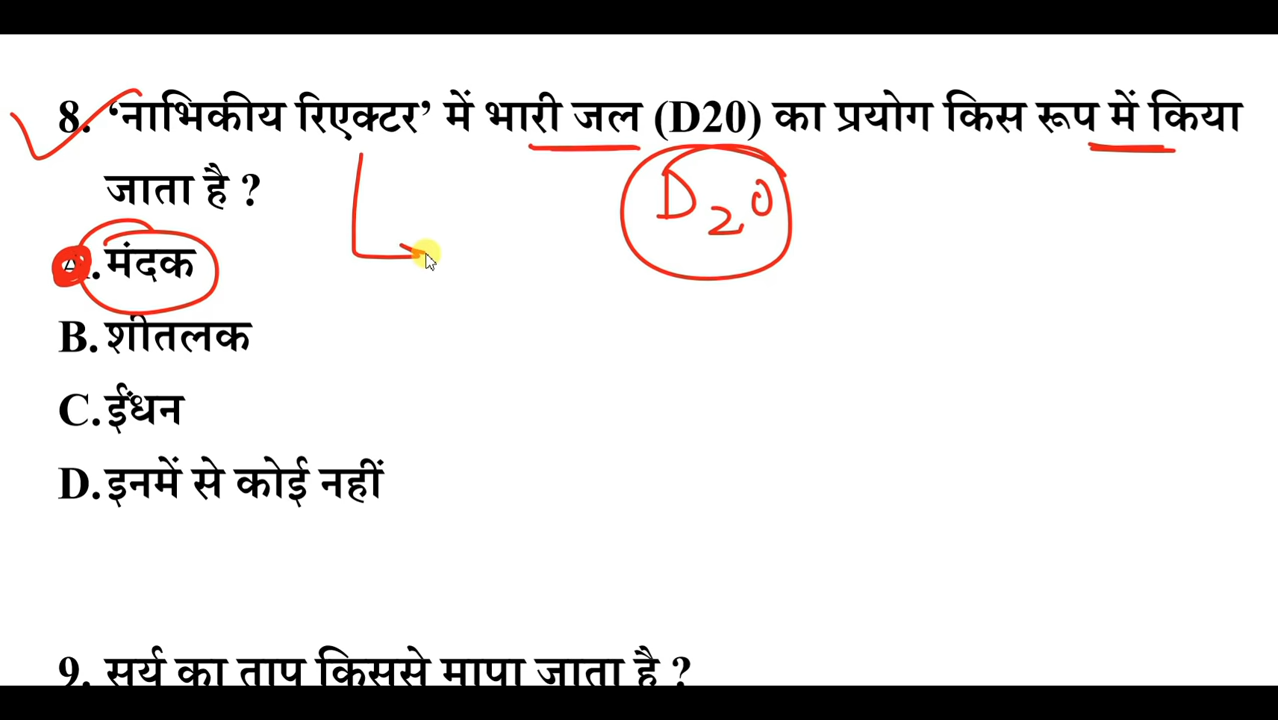 8. ‘नाभिकीय रिएक्टर’ में भारी जल (D20) का प्रयोग किस रूप में किया
जाता है ?
D20
A. मंदक
B. शीतलक
C. ईंधन
D. इनमें से कोई नहीं
9. सूर्य का ताप किससे मापा जाता है ?